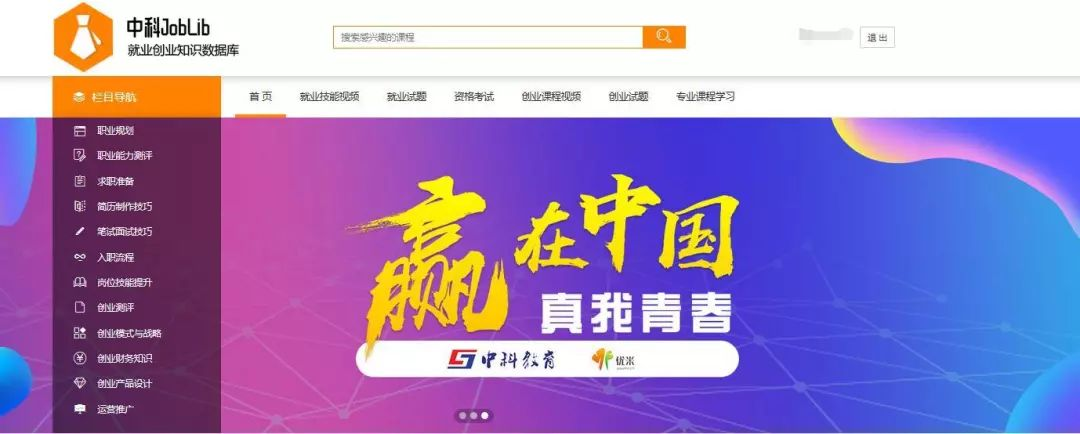 中科JobLib
就业创业知识数据库
搜索感兴趣的课程
退出
栏目导航
首页 就业技能视频 就业试题 资格考试 创业课程视频 创业试题 专业课程学习
职业规划
职业能力测评
求职准备
简历制作技巧
笔试面试技巧
入职流程
岗位技能提升
创业测评
创业模式与战略
创业财务知识
创业产品设计
运营推广
赢在中国
真我青春
中科教育 优米